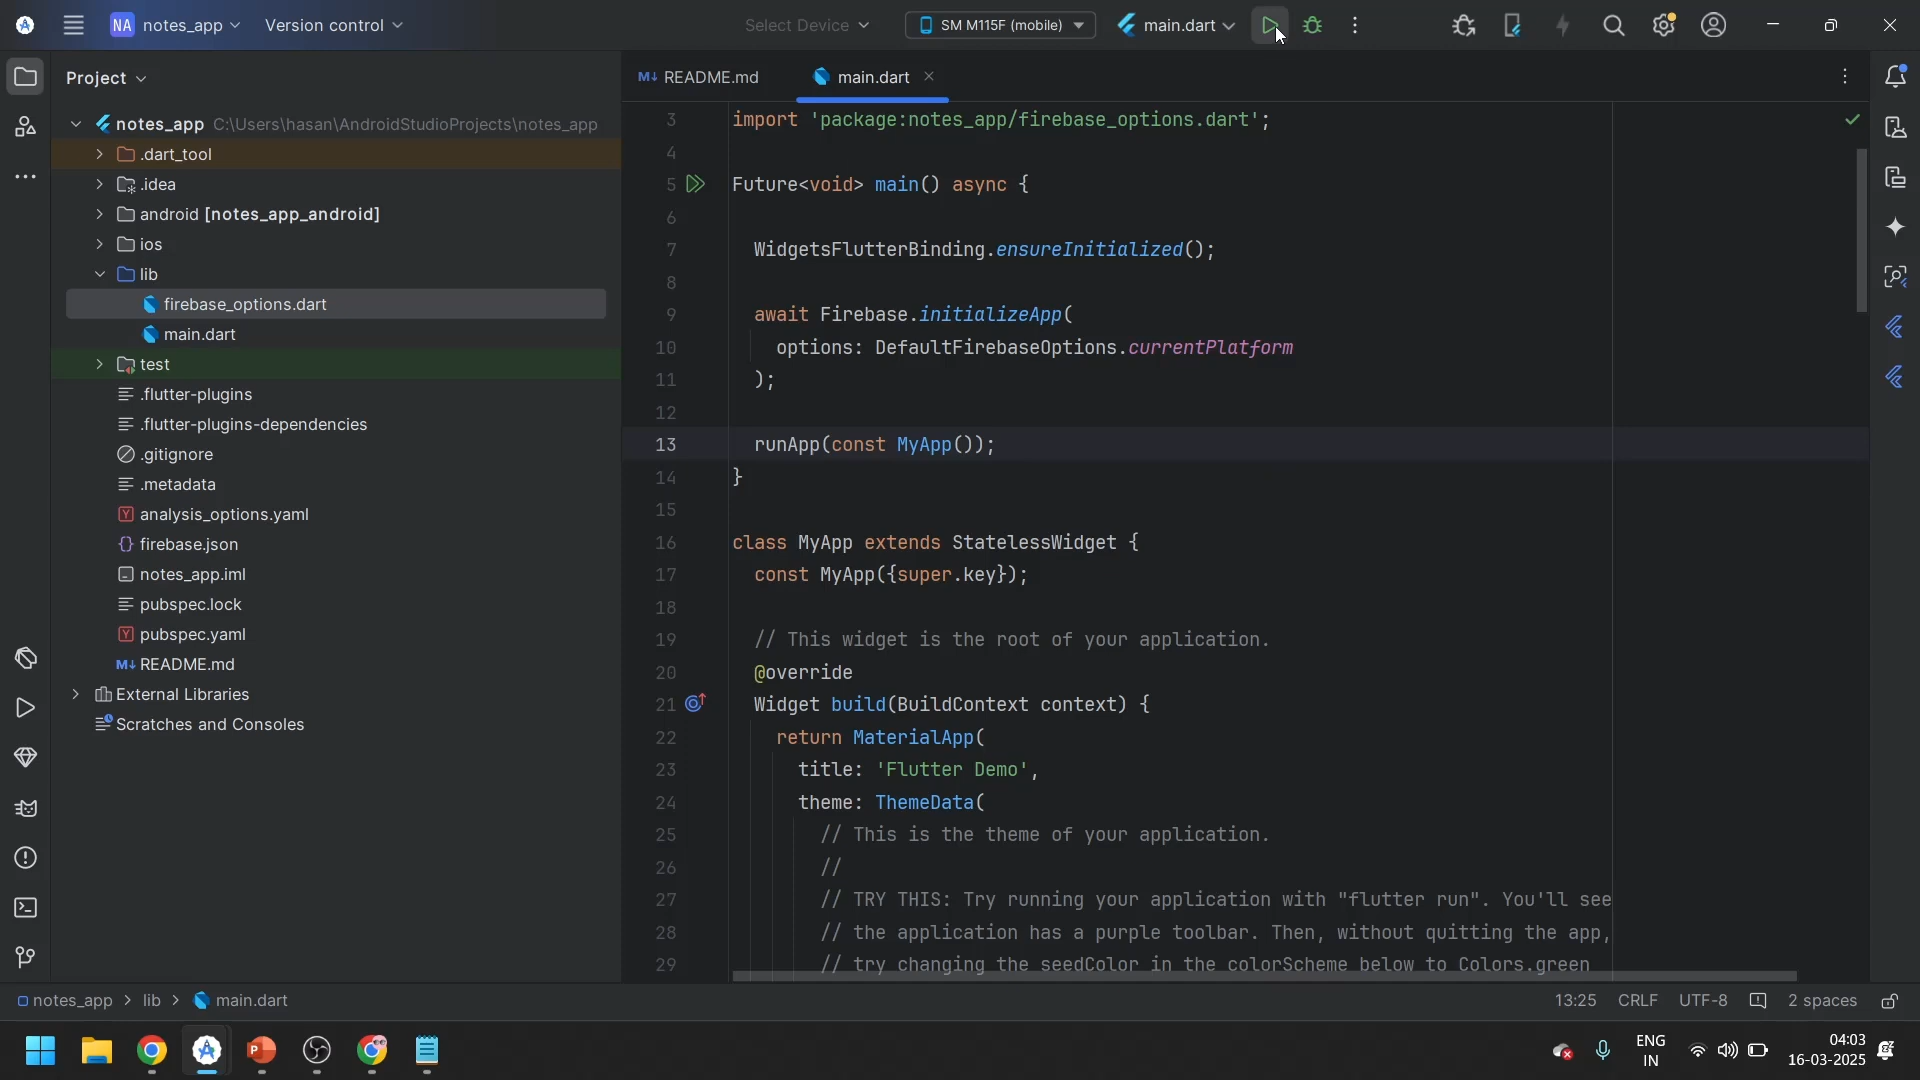 NA notes_app Version control Select Device SM M115F (mobile) main.dart
Project
README.md main.dart
notes_app C:\Users\hasan\AndroidStudioProjects\notes_app
.dart_tool
.idea
android [notes_app_android]
ios
lib
firebase_options.dart
main.dart
test
.flutter-plugins
.flutter-plugins-dependencies
.gitignore
.metadata
analysis_options.yaml
firebase.json
notes_app.iml
pubspec.lock
pubspec.yaml
README.md
External Libraries
Scratches and Consoles
3 import 'package:notes_app/firebase_options.dart';
4
5 Future<void> main() async {
6
7 WidgetsFlutterBinding.ensureInitialized();
8
9 await Firebase.initializeApp(
10 options: DefaultFirebaseOptions.currentPlatform
11 );
12
13 runApp(const MyApp());
14 }
15
16 class MyApp extends StatelessWidget {
17 const MyApp({super.key});
18
19 // This widget is the root of your application.
20 @override
21 Widget build(BuildContext context) {
22 return MaterialApp(
23 title: 'Flutter Demo',
24 theme: ThemeData(
25 // This is the theme of your application.
26 //
27 // TRY THIS: Try running your application with "flutter run". You'll see
28 // the application has a purple toolbar. Then, without quitting the app,
29 // try changing the seedColor in the colorScheme below to Colors.green
notes_app > lib > main.dart 13:25 CRLF UTF-8 2 spaces
ENG
IN
04:03
16-03-2025